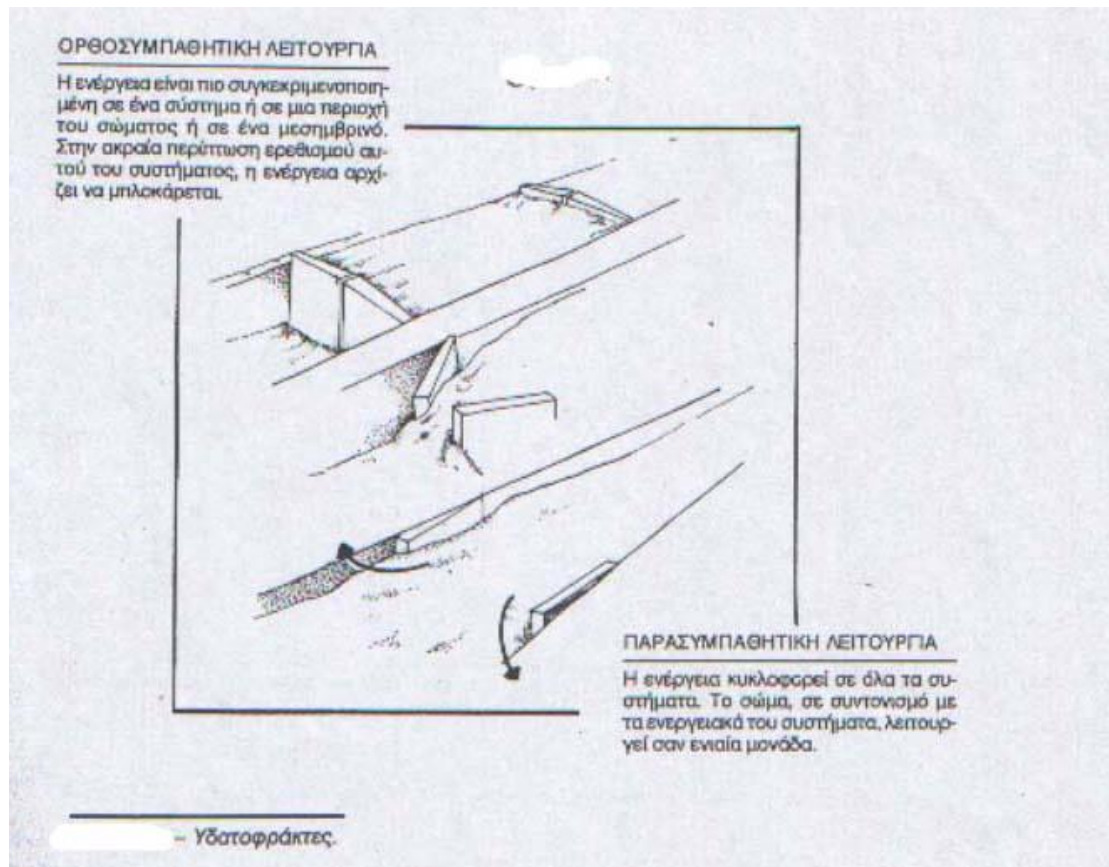 ΟΡΘΟΣΥΜΠΑΘΗΤΙΚΗ ΛΕΙΤΟΥΡΓΙΑ
Η ενέργεια είναι πιο συγκεκριμενοποιη-
μένη σε ένα σύστημα ή σε μια περιοχή
του σώματος ή σε ένα μεσημβρινό.
Στην ακραία περίπτωση ερεθισμού αυ-
τού του συστήματος, η ενέργεια αρχί-
ζει να μπλοκάρεται.
ΠΑΡΑΣΥΜΠΑΘΗΤΙΚΗ ΛΕΙΤΟΥΡΓΙΑ
Η ενέργεια κυκλοφορεί σε όλα τα συ-
στήματα. Το σώμα, σε συντονισμό με
τα ενεργειακά του συστήματα, λειτουρ-
γεί σαν ενιαία μονάδα.
– Υδατοφράκτες.